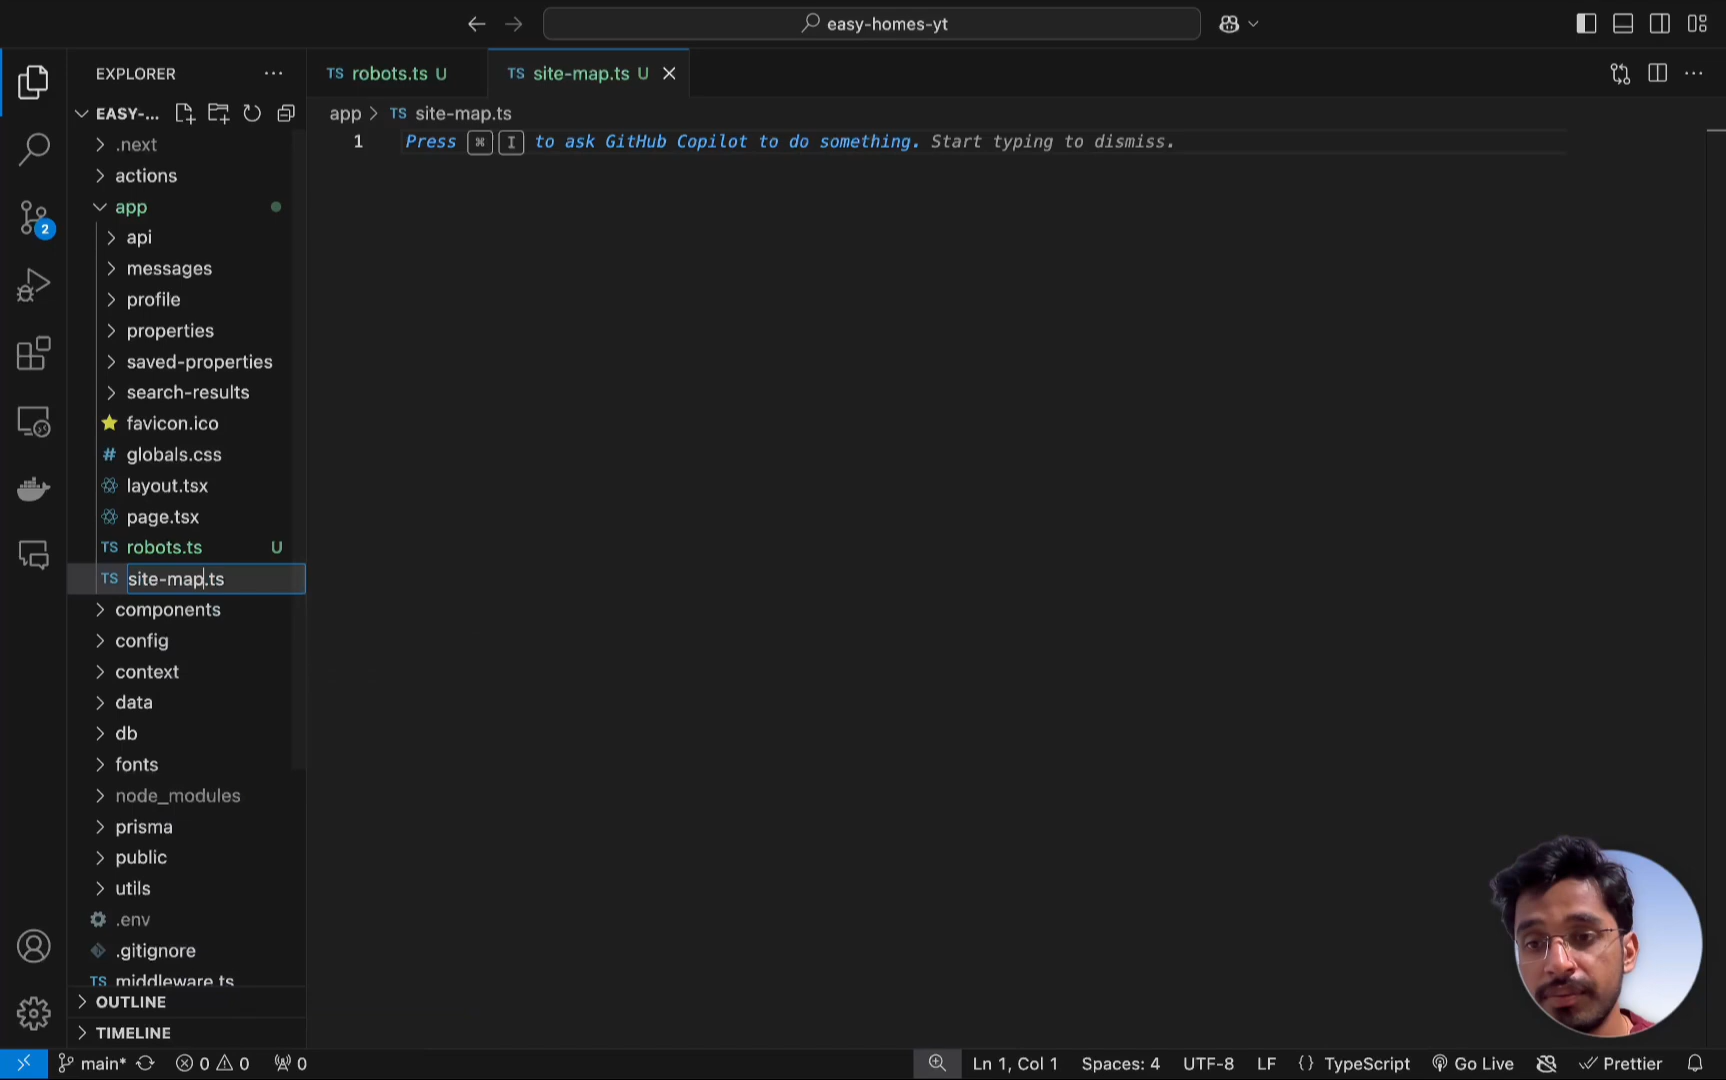 easy-homes-yt
EXPLORER
TS robots.ts U
TS site-map.ts U
EASY-...
app > TS site-map.ts
1 Press ⌘ I to ask GitHub Copilot to do something. Start typing to dismiss.
.next
actions
app
api
messages
profile
properties
saved-properties
search-results
favicon.ico
# globals.css
layout.tsx
page.tsx
TS robots.ts U
TS site-map.ts
components
config
context
data
db
fonts
node_modules
prisma
public
utils
.env
.gitignore
TS middleware.ts
OUTLINE
TIMELINE
2
main* 0 0 0 Ln 1, Col 1 Spaces: 4 UTF-8 LF {} TypeScript Go Live Prettier